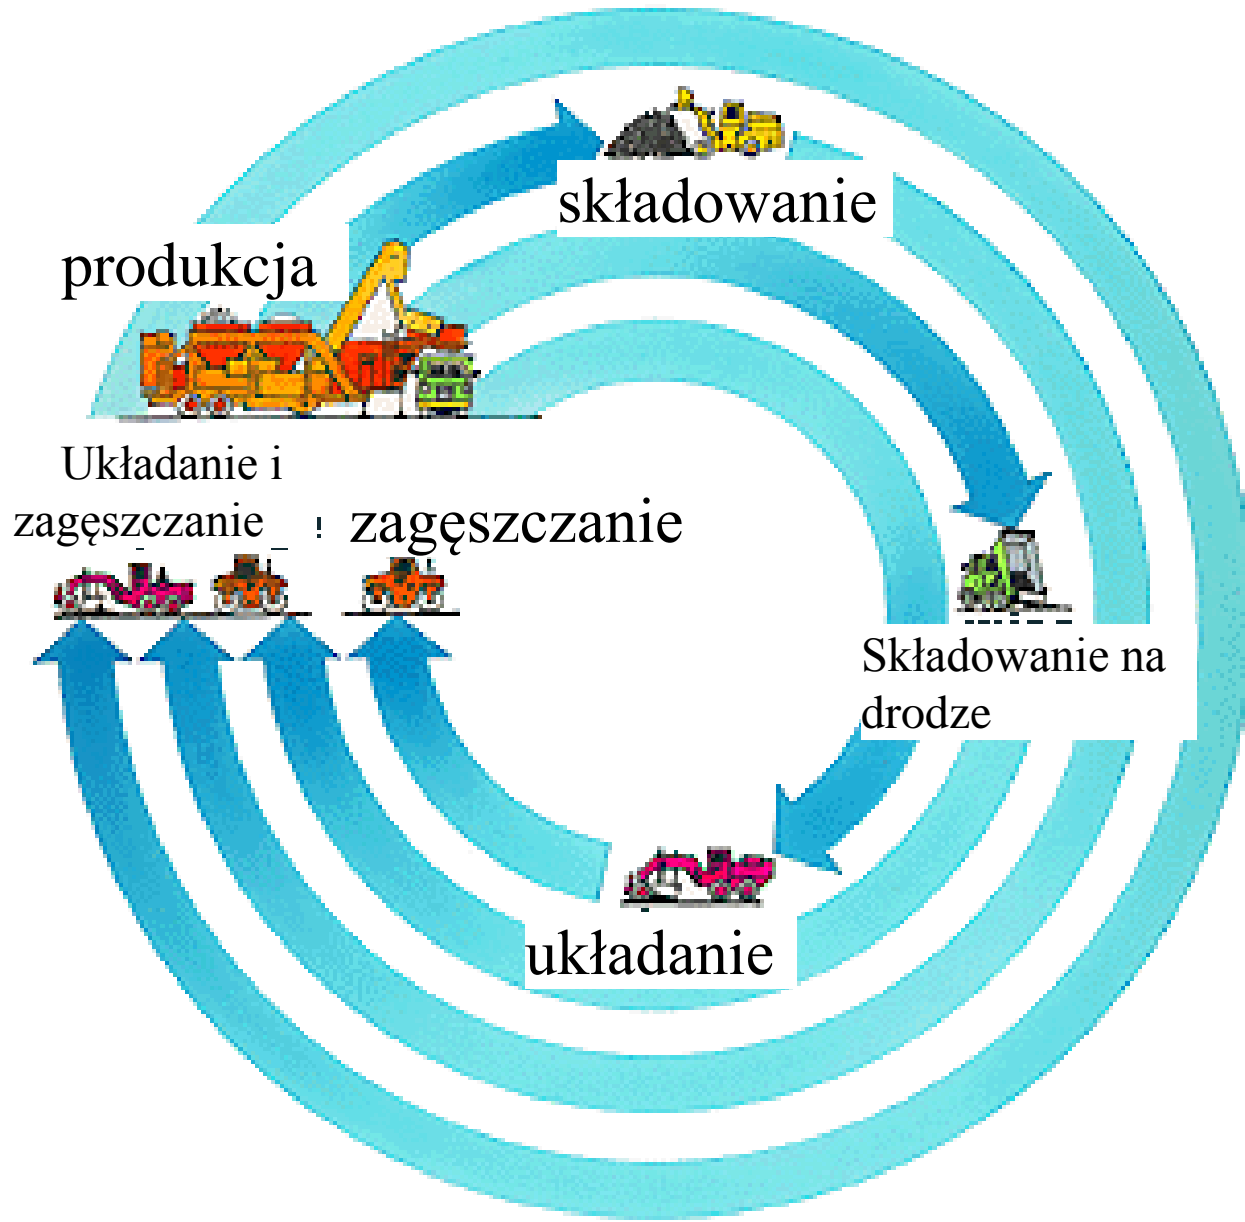 składowanie
produkcja
Układanie i
zagęszczanie
zagęszczanie
Składowanie na
drodze
układanie